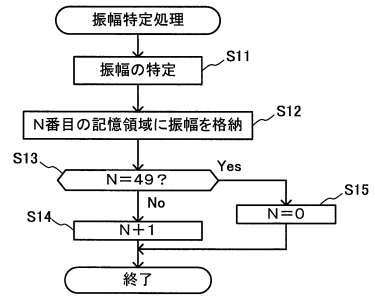 振幅特定処理
振幅の特定
S11
N番目の記憶領域に振幅を格納
S12
S13
N=49?
Yes
No
S14
N+1
S15
N=0
終了